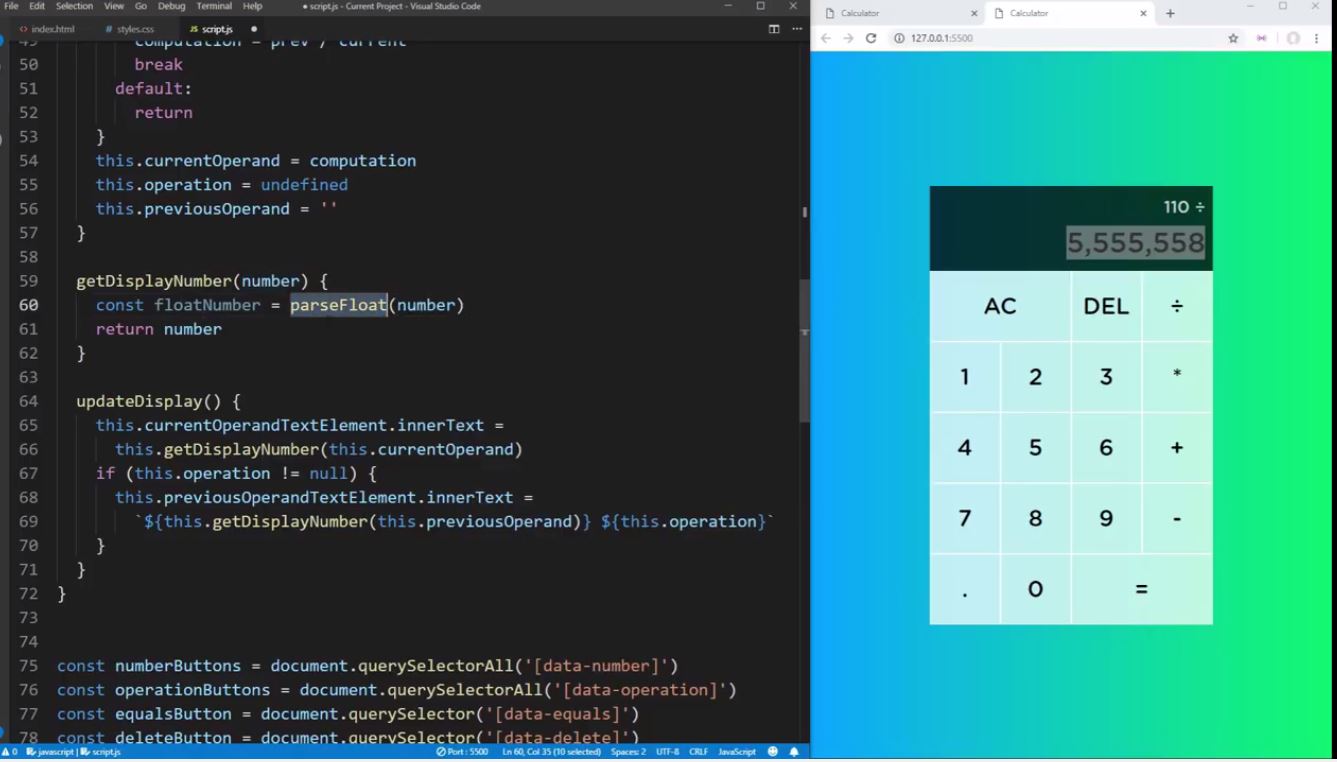 File Edit Selection View Go Debug Terminal Help
● script.js - Current Project - Visual Studio Code
<> index.html # styles.css JS script.js ●
49 computation = prev / current
50 break
51 default:
52 return
53 }
54 this.currentOperand = computation
55 this.operation = undefined
56 this.previousOperand = ''
57 }
58
59 getDisplayNumber(number) {
60 const floatNumber = parseFloat(number)
61 return number
62 }
63
64 updateDisplay() {
65 this.currentOperandTextElement.innerText =
66 this.getDisplayNumber(this.currentOperand)
67 if (this.operation != null) {
68 this.previousOperandTextElement.innerText =
69 `${this.getDisplayNumber(this.previousOperand)} ${this.operation}`
70 }
71 }
72 }
73
74
75 const numberButtons = document.querySelectorAll('[data-number]')
76 const operationButtons = document.querySelectorAll('[data-operation]')
77 const equalsButton = document.querySelector('[data-equals]')
78 const deleteButton = document.querySelector('[data-delete]')
0 javascript | script.js Port : 5500 Ln 60, Col 35 (10 selected) Spaces: 2 UTF-8 CRLF JavaScript
Calculator Calculator
127.0.0.1:5500
110 ÷
5,555,558
AC DEL ÷
1 2 3 *
4 5 6 +
7 8 9 -
. 0 =